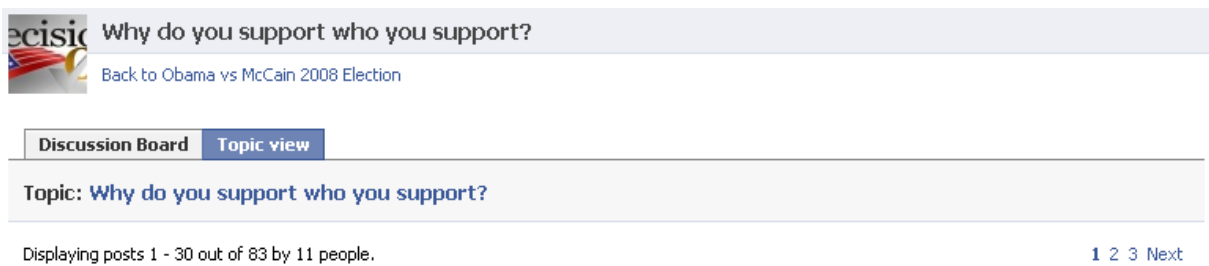 ecisio
Why do you support who you support?
Back to Obama vs McCain 2008 Election
Discussion Board Topic view
Topic: Why do you support who you support?
Displaying posts 1 - 30 out of 83 by 11 people. 1 2 3 Next